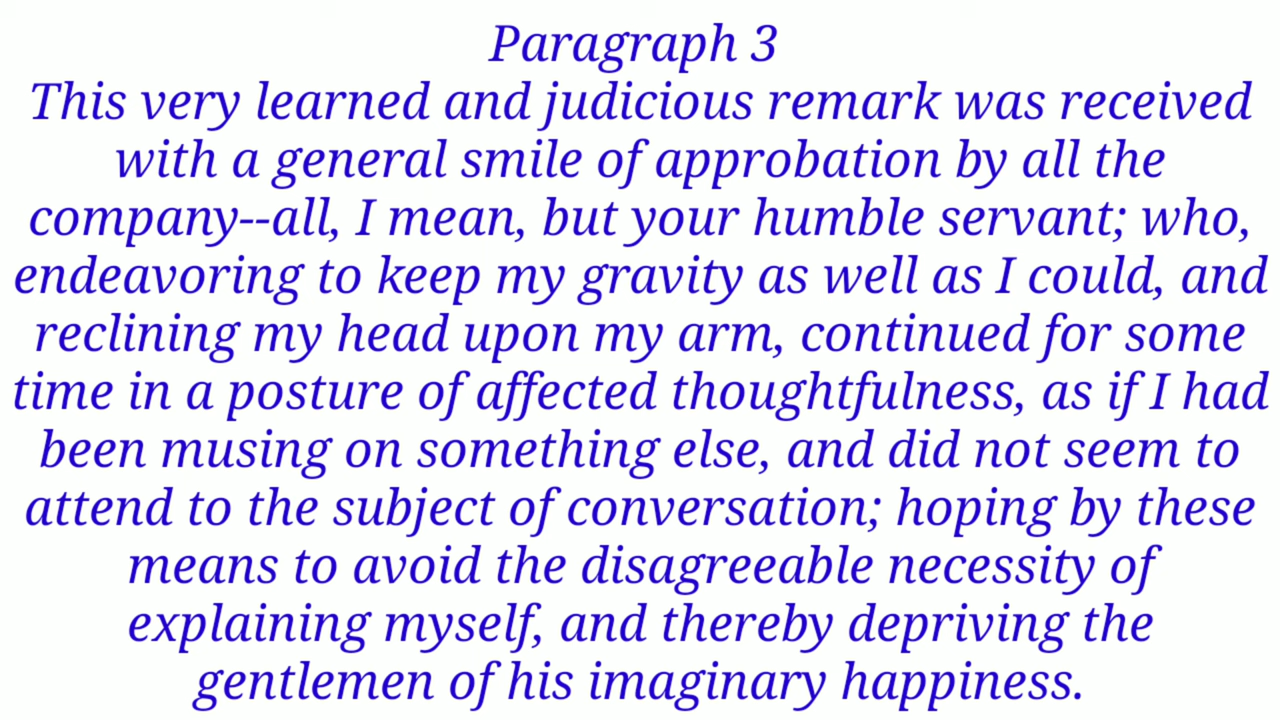 Paragraph 3
This very learned and judicious remark was received
with a general smile of approbation by all the
company--all, I mean, but your humble servant; who,
endeavoring to keep my gravity as well as I could, and
reclining my head upon my arm, continued for some
time in a posture of affected thoughtfulness, as if I had
been musing on something else, and did not seem to
attend to the subject of conversation; hoping by these
means to avoid the disagreeable necessity of
explaining myself, and thereby depriving the
gentlemen of his imaginary happiness.